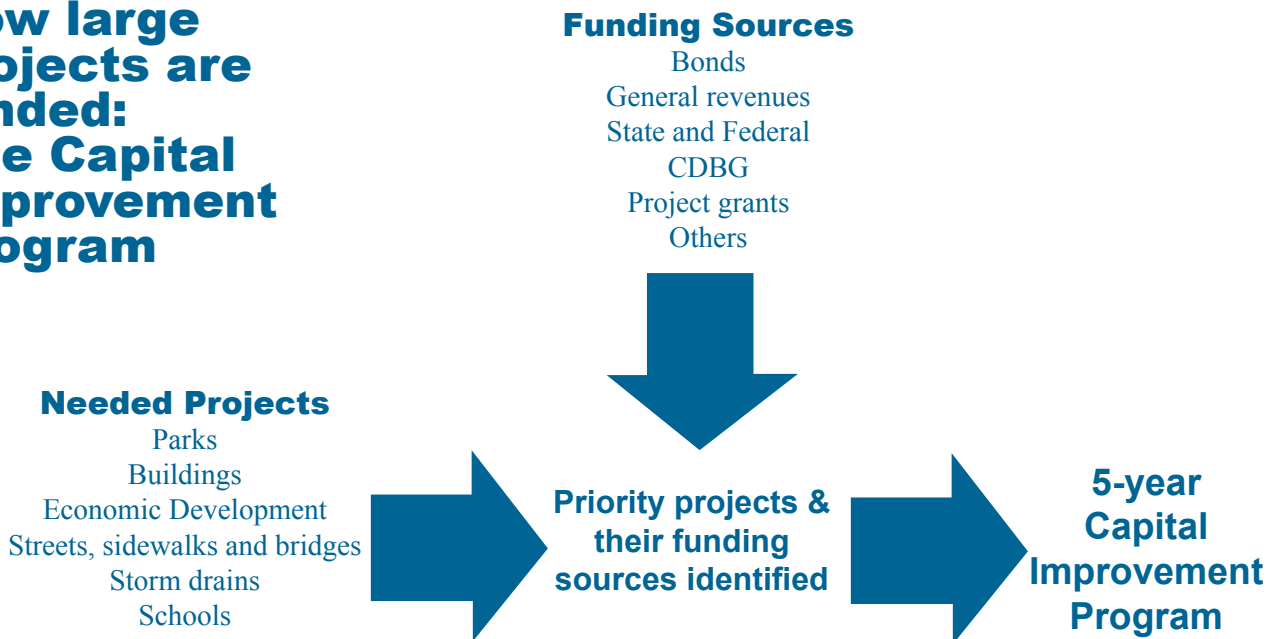 ow large
ojects are
nded:
e Capital
provement
ogram
Funding Sources
Bonds
General revenues
State and Federal
CDBG
Project grants
Others
Needed Projects
Parks
Buildings
Economic Development
Streets, sidewalks and bridges
Storm drains
Schools
Priority projects &
their funding
sources identified
5-year
Capital
Improvement
Program